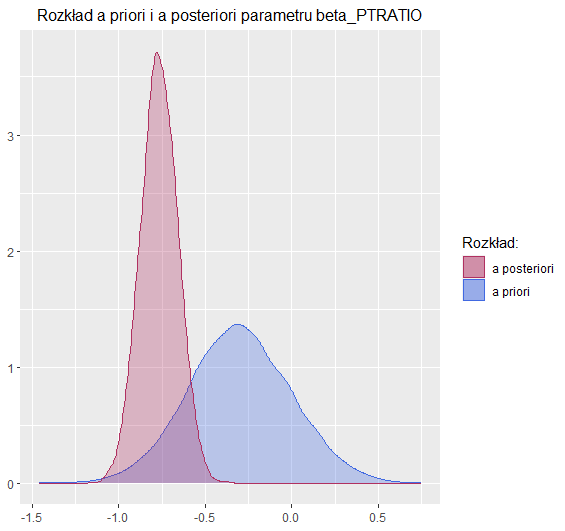 Rozkład a priori i a posteriori parametru beta_PTRATIO
3
2
1
0
-1.5
-1.0
-0.5
0.0
0.5
Rozkład:
a posteriori
a priori